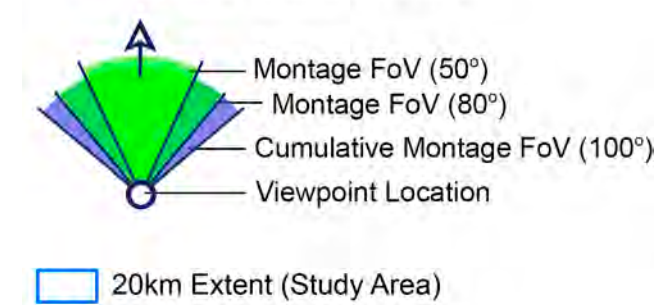 Montage FoV (50°)
Montage FoV (80°)
Cumulative Montage FoV (100°)
Viewpoint Location
20km Extent (Study Area)